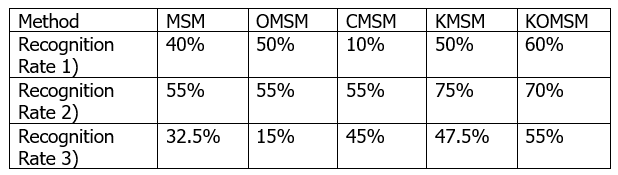 Method MSM OMSM CMSM KMSM KOMSM
Recognition 40% 50% 10% 50% 60%
Rate 1)
Recognition 55% 55% 55% 75% 70%
Rate 2)
Recognition 32.5% 15% 45% 47.5% 55%
Rate 3)